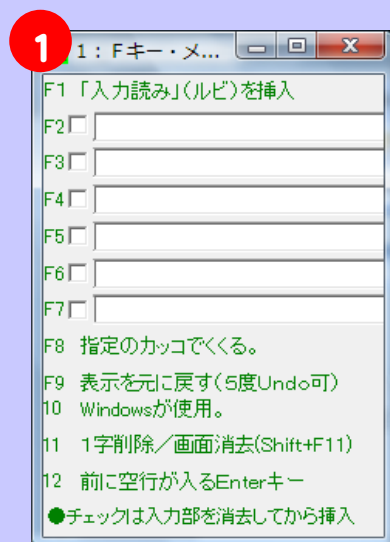 1
1：Fキー・メ...
F1 「入力読み」(ルビ)を挿入
F2
F3
F4
F5
F6
F7
F8 指定のカッコでくくる。
F9 表示を元に戻す(5度Undo可)
10 Windowsが使用。
11 1字削除／画面消去(Shift+F11)
12 前に空行が入るEnterキー
●チェックは入力部を消去してから挿入